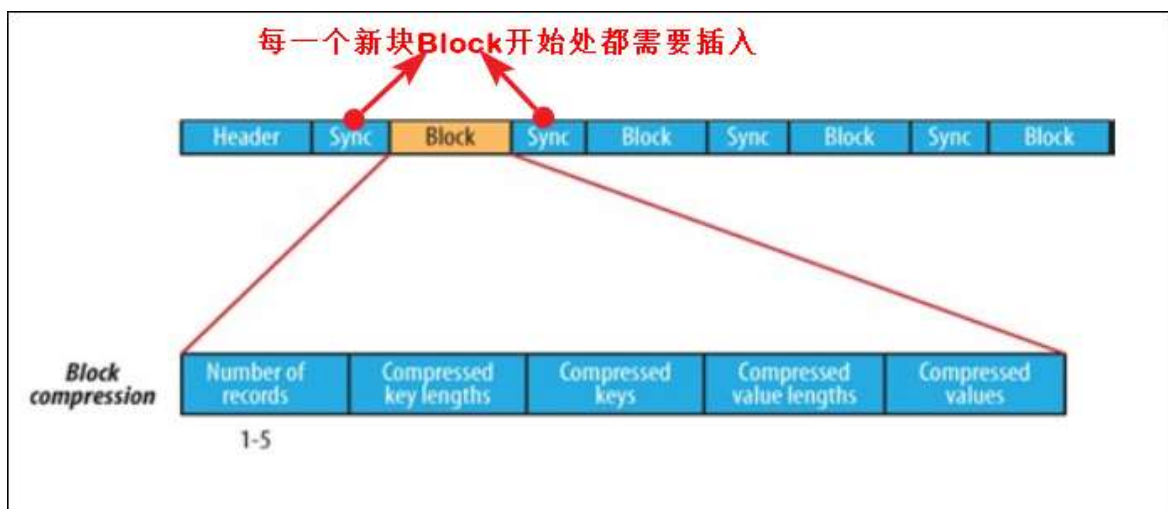 每一个新块Block开始处都需要插入
Header Sync Block Sync Block Sync Block Sync Block
Block compression
Number of records
Compressed key lengths
Compressed keys
Compressed value lengths
Compressed values
1-5